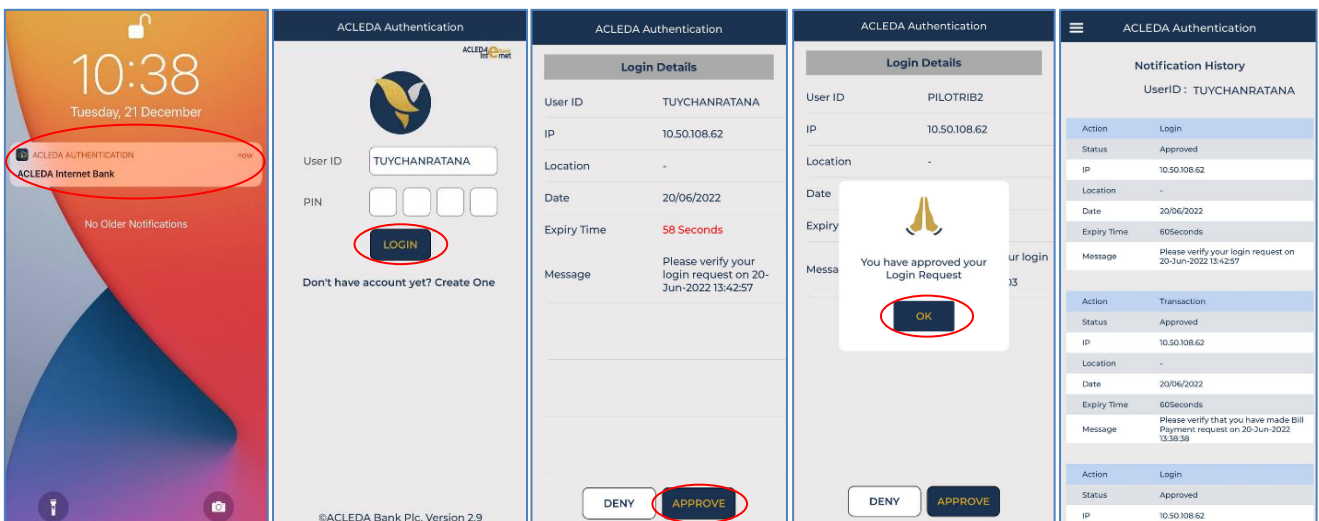 10:38
Tuesday, 21 December
ACLEDA AUTHENTICATION now
ACLEDA Internet Bank
No Older Notifications
ACLEDA Authentication
User ID TUYCHANRATANA
PIN
LOGIN
Don't have account yet? Create One
©ACLEDA Bank Plc. Version 2.9
ACLEDA Authentication
Login Details
User ID TUYCHANRATANA
IP 10.50.108.62
Location -
Date 20/06/2022
Expiry Time 58 Seconds
Message Please verify your
login request on 20-
Jun-2022 13:42:57
DENY APPROVE
ACLEDA Authentication
Login Details
User ID PILOTRIB2
IP 10.50.108.62
Location -
Date
Expiry
Messa ur login
03
You have approved your
Login Request
OK
DENY APPROVE
ACLEDA Authentication
Notification History
UserID : TUYCHANRATANA
Action Login
Status Approved
IP 10.50.108.62
Location -
Date 20/06/2022
Expiry Time 60Seconds
Message Please verify your login request on
20-Jun-2022 13:42:57
Action Transaction
Status Approved
IP 10.50.108.62
Location -
Date 20/06/2022
Expiry Time 60Seconds
Message Please verify that you have made Bill
Payment request on 20-Jun-2022
13:38:38
Action Login
Status Approved
IP 10.50.108.62